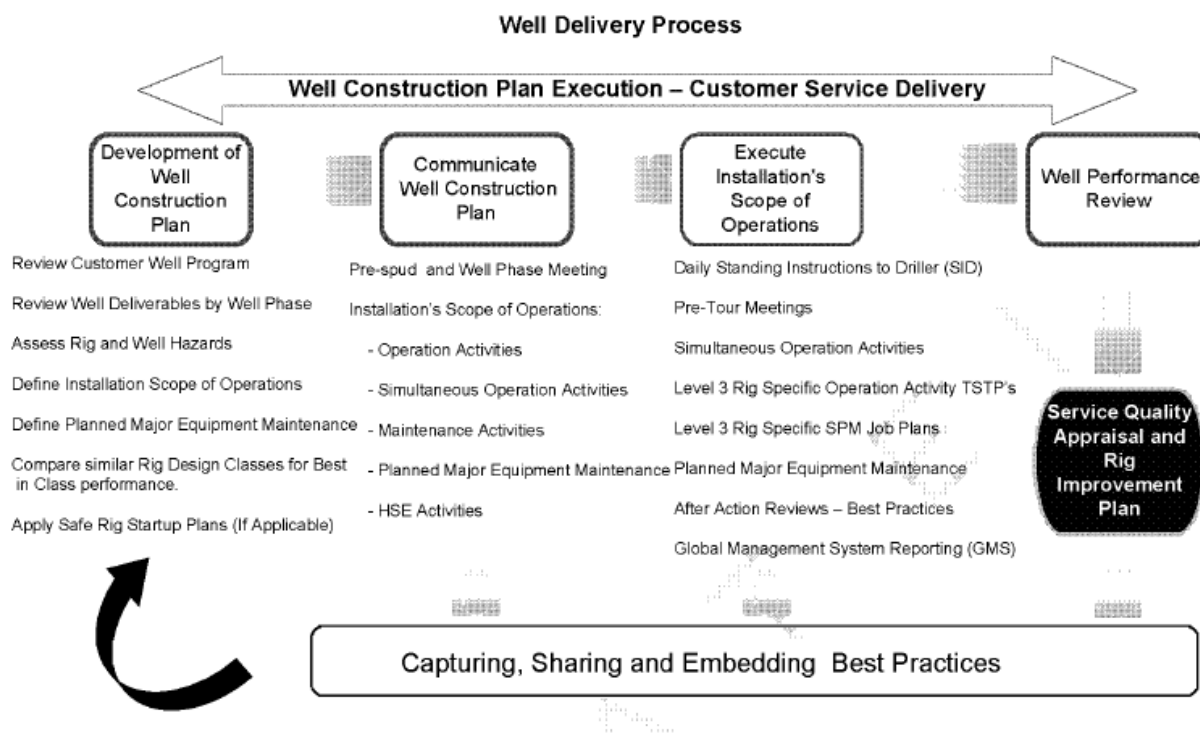 Well Delivery Process
Well Construction Plan Execution – Customer Service Delivery
Development of
Well
Construction
Plan
Communicate
Well Construction
Plan
Execute
Installation's
Scope of
Operations
Well Performance
Review
Review Customer Well Program
Review Well Deliverables by Well Phase
Assess Rig and Well Hazards
Define Installation Scope of Operations
Define Planned Major Equipment Maintenance
Compare similar Rig Design Classes for Best
in Class performance.
Apply Safe Rig Startup Plans (If Applicable)
Pre-spud and Well Phase Meeting
Installation's Scope of Operations:
- Operation Activities
- Simultaneous Operation Activities
- Maintenance Activities
- Planned Major Equipment Maintenance
- HSE Activities
Daily Standing Instructions to Driller (SID)
Pre-Tour Meetings
Simultaneous Operation Activities
Level 3 Rig Specific Operation Activity TSTP's
Level 3 Rig Specific SPM Job Plans
Planned Major Equipment Maintenance
After Action Reviews – Best Practices
Global Management System Reporting (GMS)
Service Quality
Appraisal and
Rig
Improvement
Plan
Capturing, Sharing and Embedding Best Practices